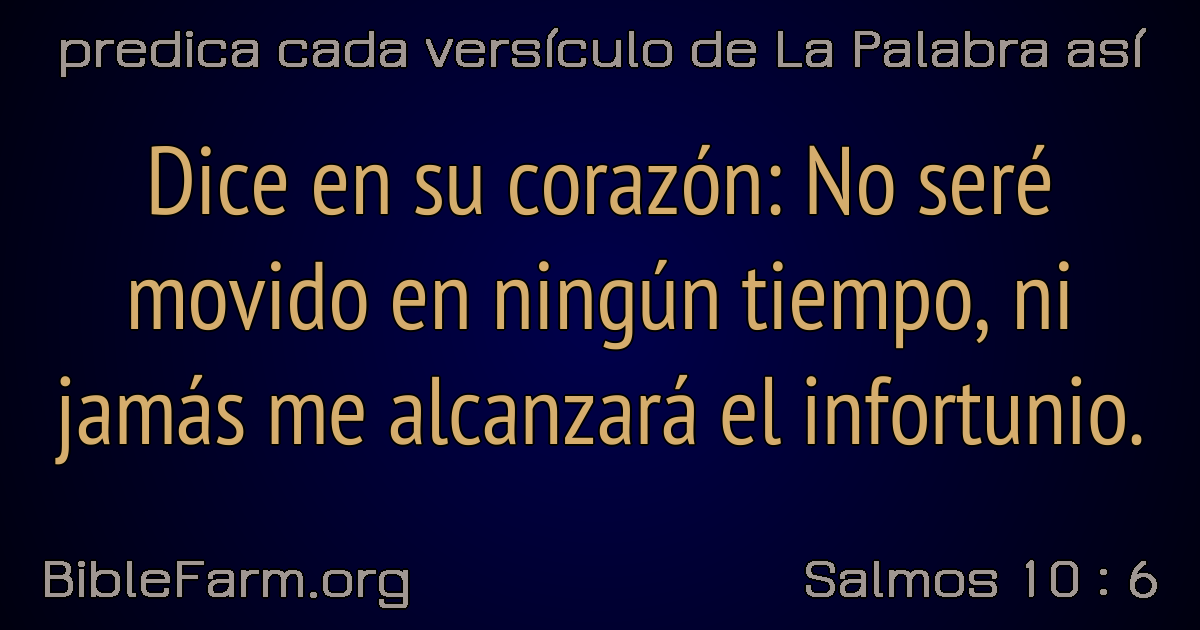 predica cada versículo de La Palabra así
Dice en su corazón: No seré
movido en ningún tiempo, ni
jamás me alcanzará el infortunio.
BibleFarm.org
Salmos 10 : 6